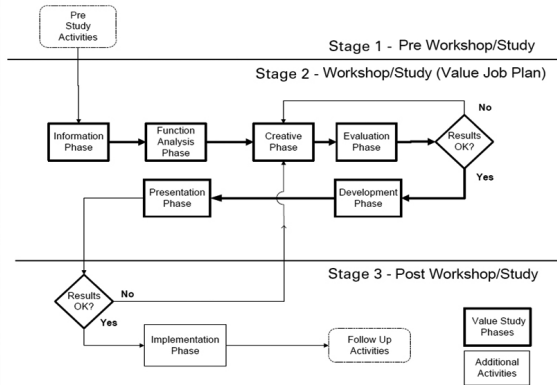 Pre
Study
Activities
Stage 1 - Pre Workshop/Study
Stage 2 - Workshop/Study (Value Job Plan)
No
Information
Phase
Function
Analysis
Phase
Creative
Phase
Evaluation
Phase
Results
OK?
Yes
Presentation
Phase
Development
Phase
Stage 3 - Post Workshop/Study
Results
OK?
No
Yes
Implementation
Phase
Follow Up
Activities
Value Study
Phases
Additional
Activities